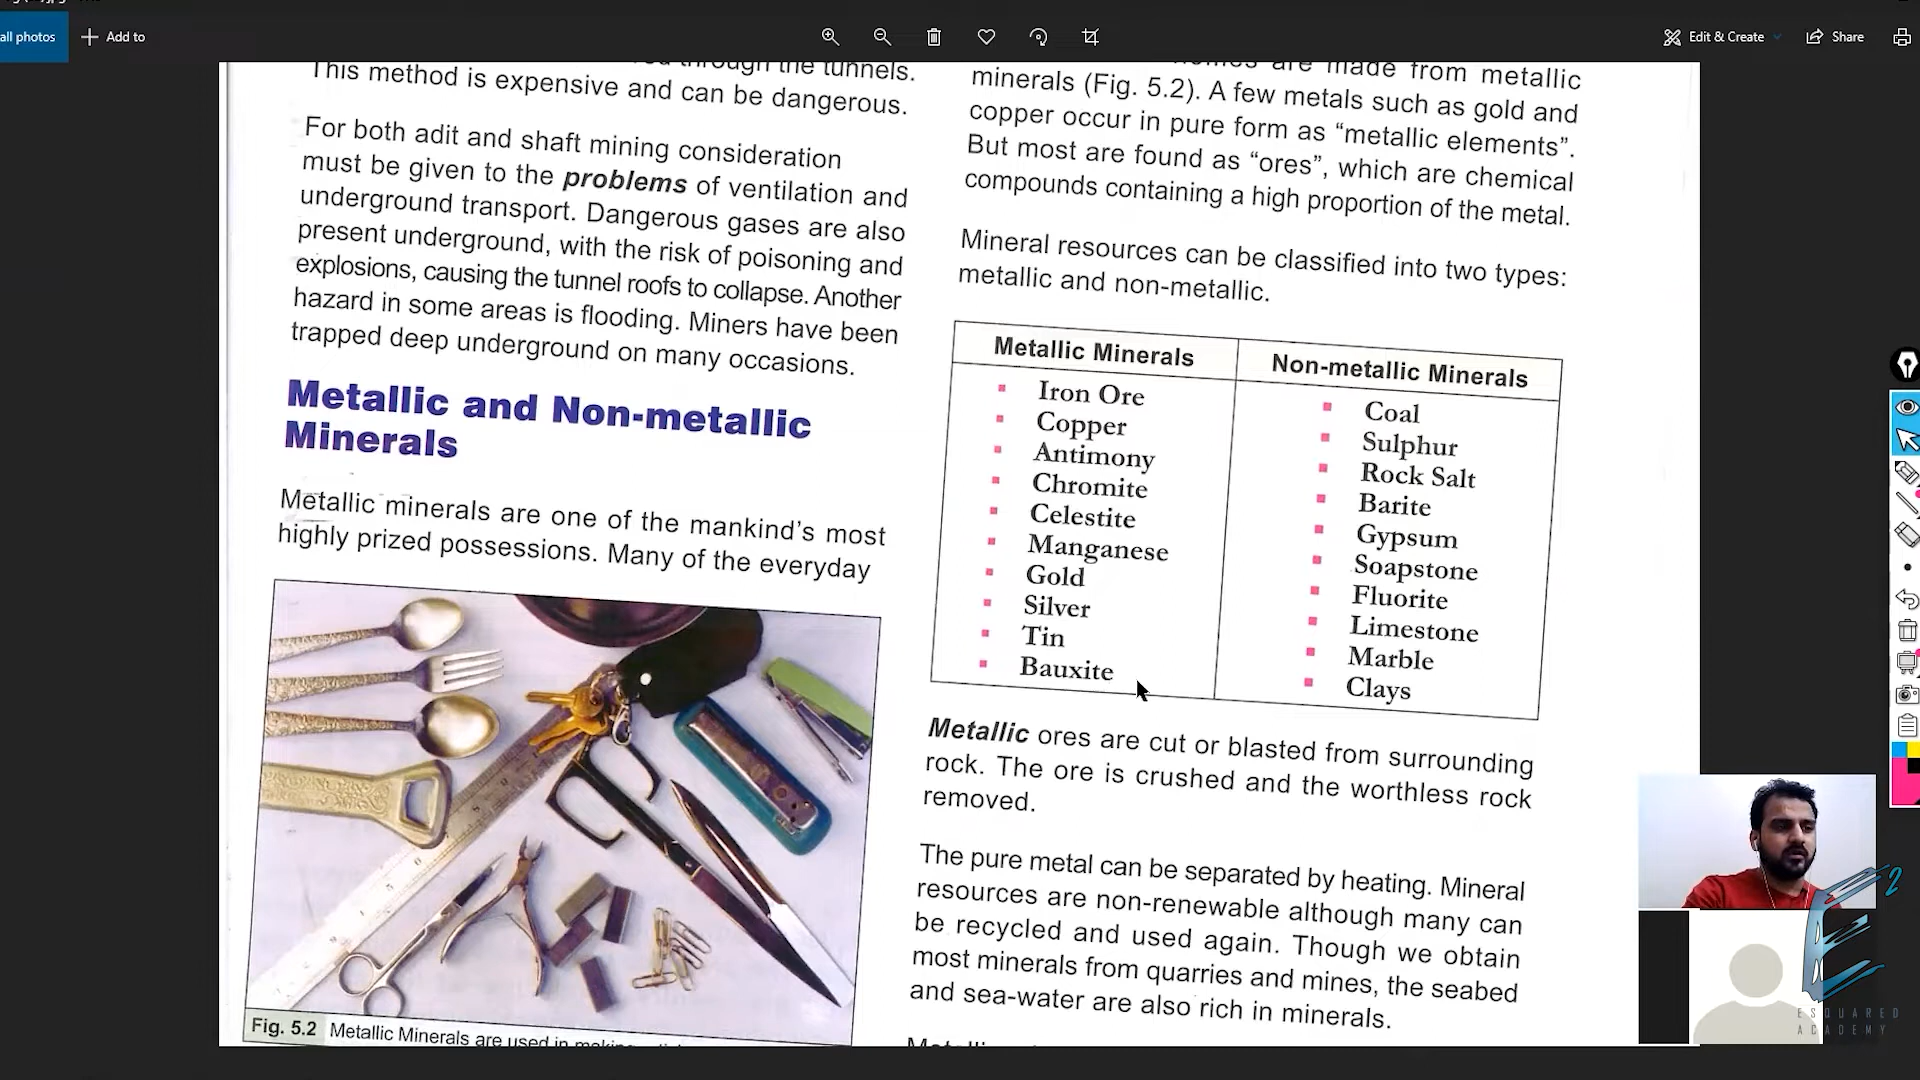 all photos
Add to
Edit & Create
Share
through the tunnels.
This method is expensive and can be dangerous.
For both adit and shaft mining consideration
must be given to the problems of ventilation and
underground transport. Dangerous gases are also
present underground, with the risk of poisoning and
explosions, causing the tunnel roofs to collapse. Another
hazard in some areas is flooding. Miners have been
trapped deep underground on many occasions.
Metallic and Non-metallic
Minerals
Metallic minerals are one of the mankind's most
highly prized possessions. Many of the everyday
Fig. 5.2 Metallic Minerals are used in making
are made from metallic
minerals (Fig. 5.2). A few metals such as gold and
copper occur in pure form as “metallic elements”.
But most are found as “ores”, which are chemical
compounds containing a high proportion of the metal.
Mineral resources can be classified into two types:
metallic and non-metallic.
Metallic Minerals
Iron Ore
Copper
Antimony
Chromite
Celestite
Manganese
Gold
Silver
Tin
Bauxite
Non-metallic Minerals
Coal
Sulphur
Rock Salt
Barite
Gypsum
Soapstone
Fluorite
Limestone
Marble
Clays
Metallic ores are cut or blasted from surrounding
rock. The ore is crushed and the worthless rock
removed.
The pure metal can be separated by heating. Mineral
resources are non-renewable although many can
be recycled and used again. Though we obtain
most minerals from quarries and mines, the seabed
and sea-water are also rich in minerals.
E2
ESQUARED
ACADEMY